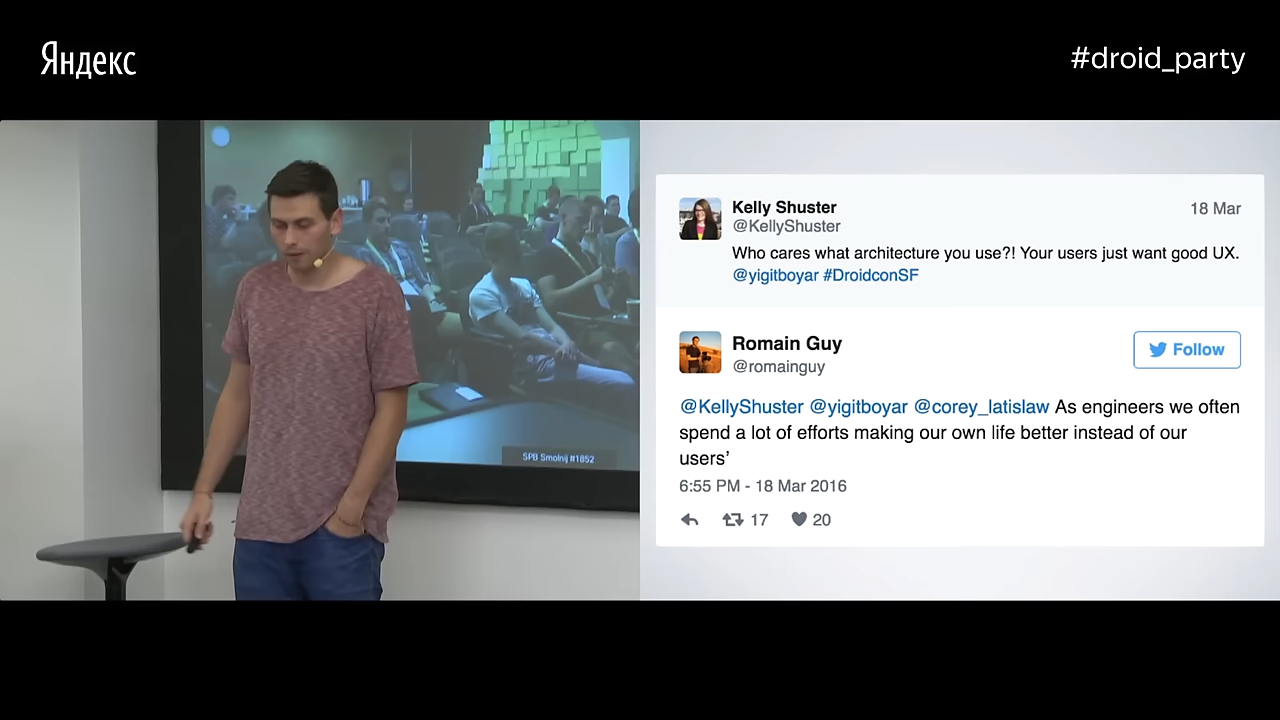 Яндекс
#droid_party
SPB Smolnij #1852
Kelly Shuster
18 Mar
@KellyShuster
Who cares what architecture you use?! Your users just want good UX.
@yigitboyar #DroidconSF
Romain Guy
Follow
@romainguy
@KellyShuster @yigitboyar @corey_latislaw As engineers we often
spend a lot of efforts making our own life better instead of our
users’
6:55 PM - 18 Mar 2016
17
20